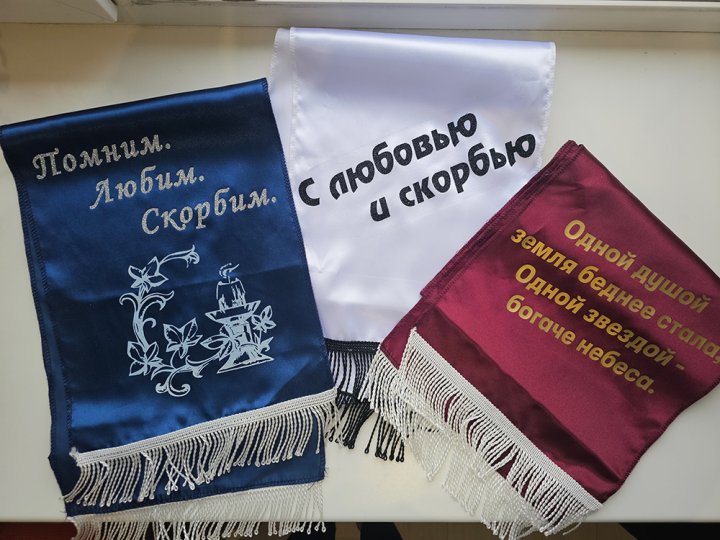 Помним.
Любим.
Скорбим.
С любовью
и скорбью
Одной душой
земля беднее стала
Одной звездой -
богаче небеса.